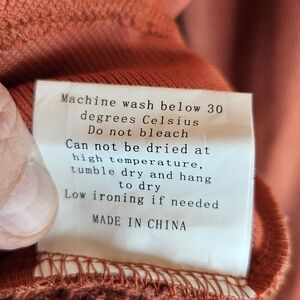 Machine wash below 30
degrees Celsius
Do not bleach
Can not be dried at
high temperature,
tumble dry and hang
to dry
Low ironing if needed
MADE IN CHINA